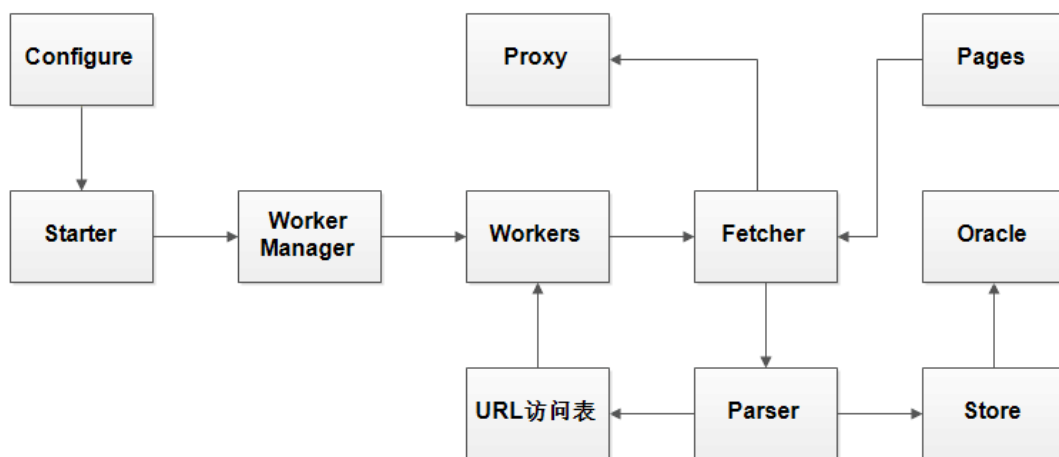 Configure
Proxy
Pages
Starter
Worker
Manager
Workers
Fetcher
Oracle
URL访问表
Parser
Store